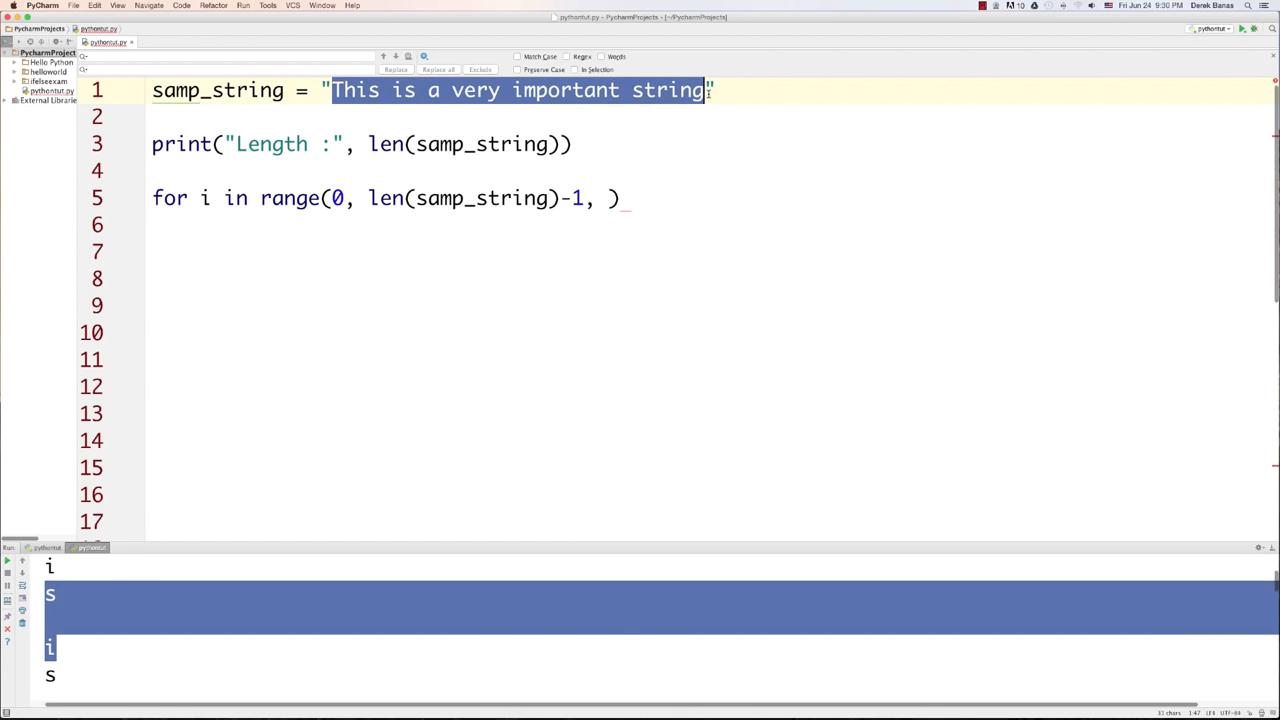 PyCharm File Edit View Navigate Code Refactor Run Tools VCS Window Help
10 Fri Jun 24 9:30 PM Derek Banas
pythontut.py - PycharmProjects - [~/PycharmProjects]
PycharmProjects pythontut.py
pythontut
pythontut.py ×
PycharmProject
Hello Python
helloworld
ifelseexam
pythontut.py
External Librarie
Match Case Regex Words
Replace Replace all Exclude Preserve Case In Selection
1 samp_string = "This is a very important string"
2
3 print("Length :", len(samp_string))
4
5 for i in range(0, len(samp_string)-1, )
6
7
8
9
10
11
12
13
14
15
16
17
Run: pythontut pythontut
i
s
i
s
31 chars 1:47 LF UTF-8